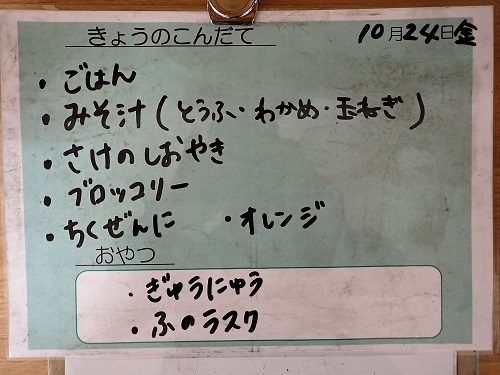 きょうのこんだて 10月24日金
・ごはん
・みそ汁(とうふ・わかめ・玉ねぎ)
・さけのしおやき
・ブロッコリー
・ちくぜんに ・オレンジ
おやつ
・ぎゅうにゅう
・ふのラスク